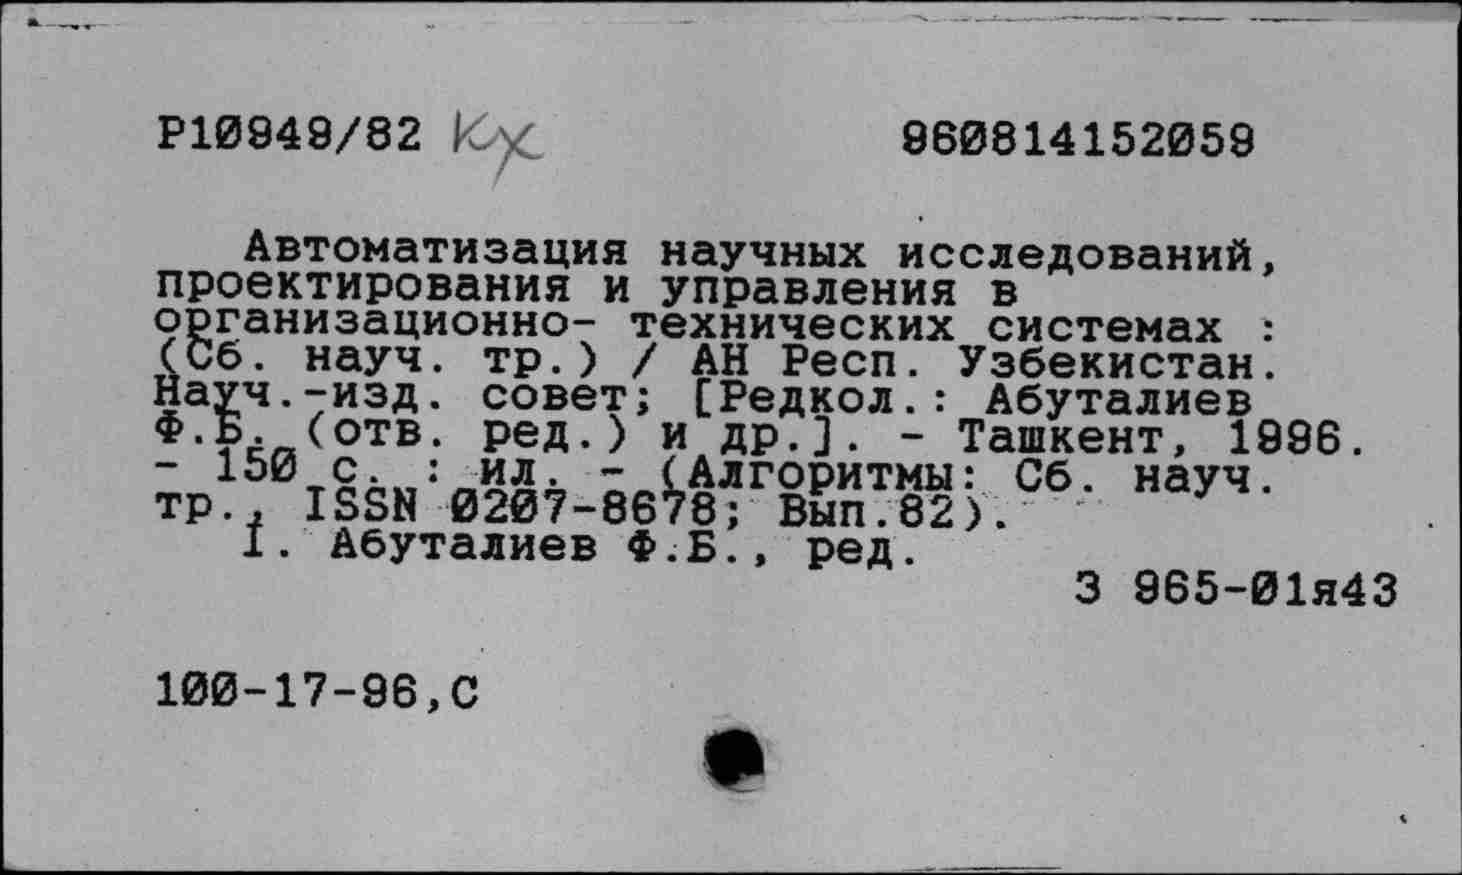 P10949/82 Кх 960814152059
Автоматизация научных исследований,
проектирования и управления в
организационно- технических системах :
(Сб. науч. тр.) / АН Респ. Узбекистан.
Науч.-изд. совет; [Редкол.: Абуталиев
Ф.Б. (отв. ред.) и др.]. - Ташкент, 1996.
- 150 с. : ил. - (Алгоритмы: Сб. науч.
тр., ISSN 0207-8678; Вып.82).
1. Абуталиев Ф.Б., ред.
З 965-01я43
100-17-96,С